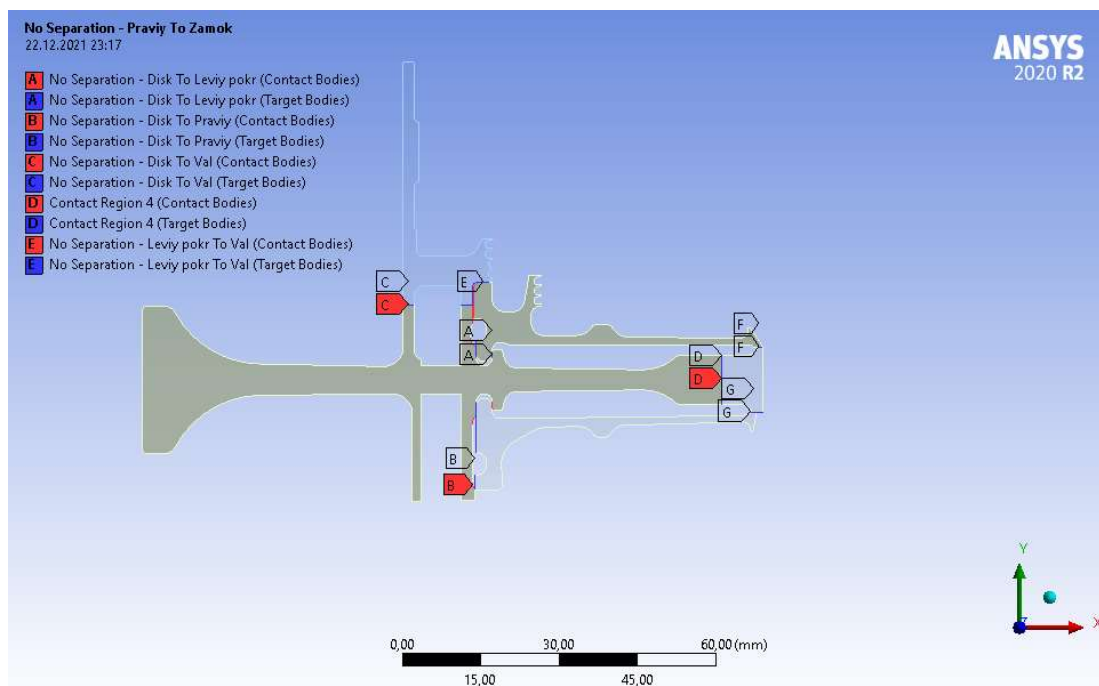 No Separation - Praviy To Zamok
22.12.2021 23:17
ANSYS
2020 R2
A No Separation - Disk To Leviy pokr (Contact Bodies)
A No Separation - Disk To Leviy pokr (Target Bodies)
B No Separation - Disk To Praviy (Contact Bodies)
B No Separation - Disk To Praviy (Target Bodies)
C No Separation - Disk To Val (Contact Bodies)
C No Separation - Disk To Val (Target Bodies)
D Contact Region 4 (Contact Bodies)
D Contact Region 4 (Target Bodies)
E No Separation - Leviy pokr To Val (Contact Bodies)
E No Separation - Leviy pokr To Val (Target Bodies)
C
E
C
F
A
F
A
D
D
G
G
B
B
Y
Z
X
0,00 30,00 60,00 (mm)
15,00 45,00